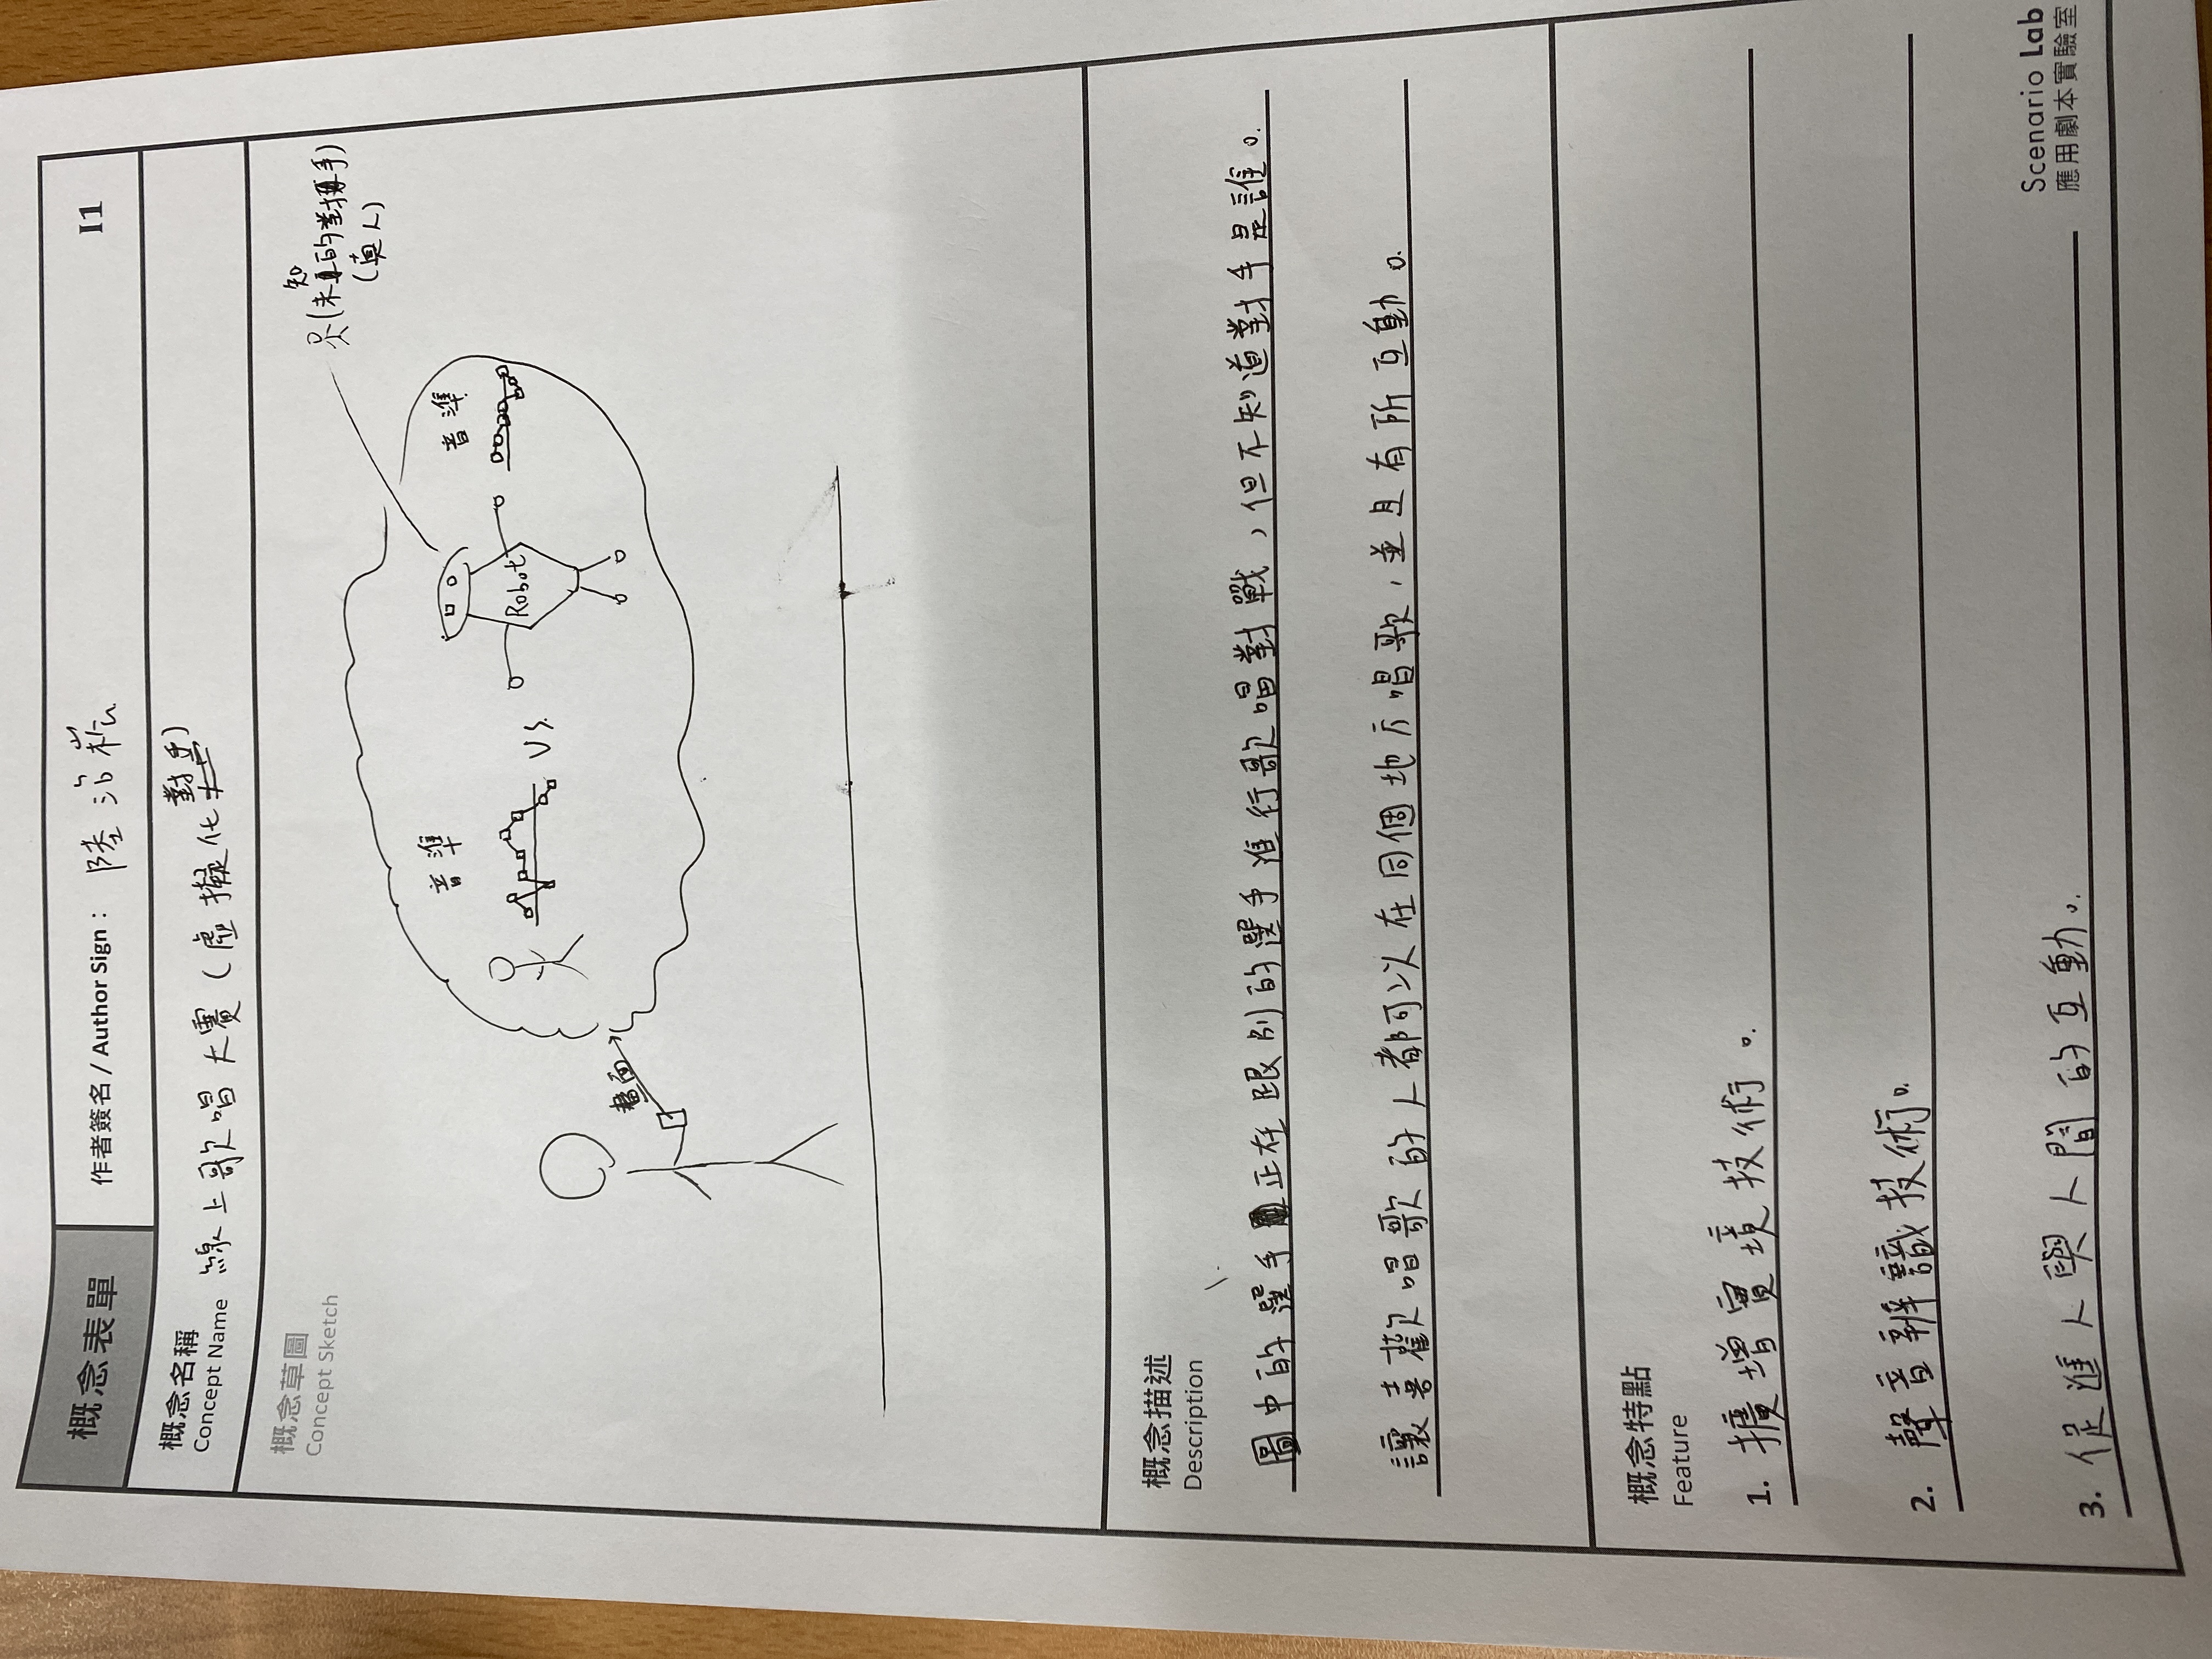 概念表單
作者簽名 / Author Sign： 陸治崧
I1
概念名稱
Concept Name
線上歌唱大賽(虛擬化對手)
概念草圖
Concept Sketch
(未知的對手)
(真人)
音準
音準
VS.
Robot
畫面
概念描述
Description
圖中的選手正在跟別的選手進行歌唱對戰，但不知道對手是誰。
讓喜歡唱歌的人都可以在同個地方唱歌，並且有所互動。
概念特點
Feature
1. 擴增實境技術。
2. 聲音辨識技術。
3. 促進人與人間的互動。
Scenario Lab
應用劇本實驗室